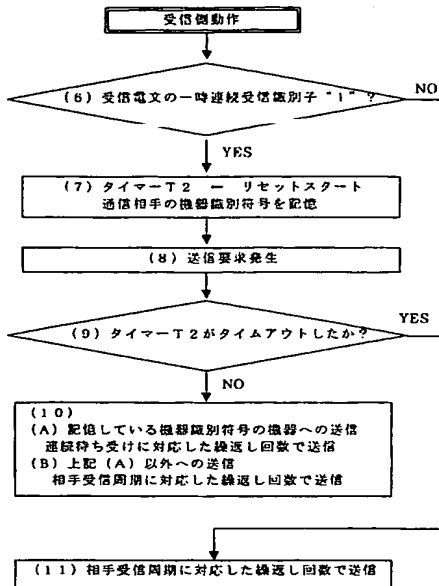 受信側動作
(6) 受信電文の一時連続受信識別子“1”?
NO
YES
(7) タイマーT2 ← リセットスタート
通信相手の機器識別符号を記憶
(8) 送信要求発生
(9) タイマーT2がタイムアウトしたか?
YES
NO
(10)
(A) 記憶している機器識別符号の機器への送信
連続待ち受けに対応した繰返し回数で送信
(B) 上記(A)以外への送信
相手受信周期に対応した繰返し回数で送信
(11) 相手受信周期に対応した繰返し回数で送信